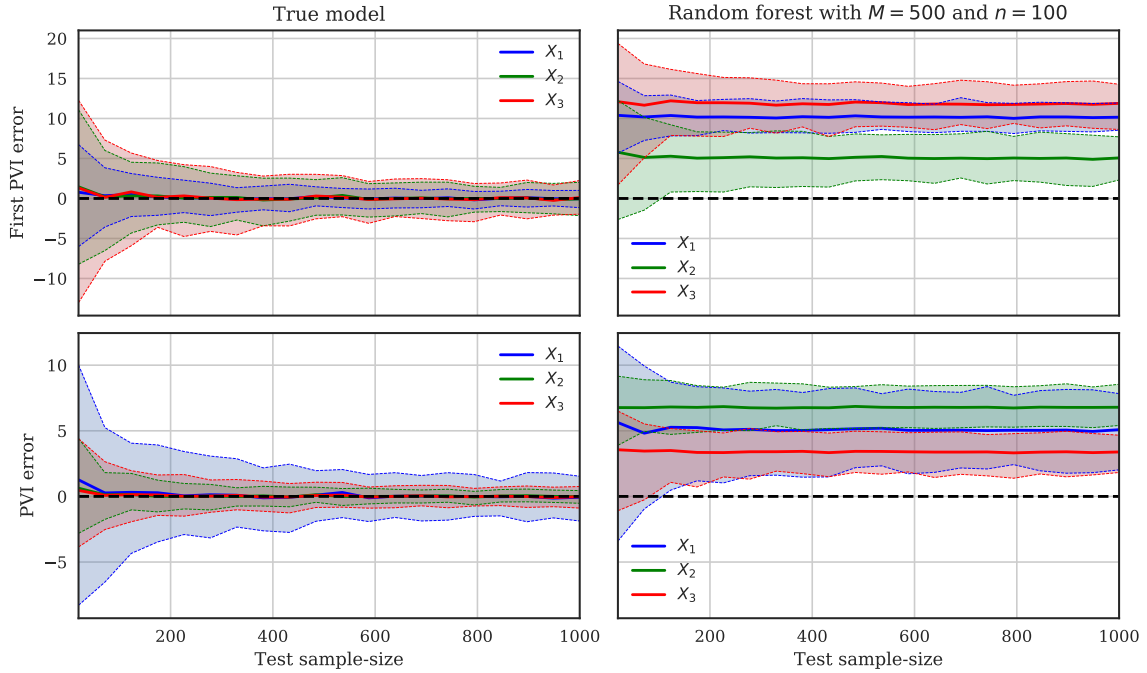 True model
Random forest with M = 500 and n = 100
First PVI error
20
15
10
5
0
−5
−10
X1
X2
X3
X1
X2
X3
PVI error
10
5
0
−5
X1
X2
X3
X1
X2
X3
200 400 600 800 1000
200 400 600 800 1000
Test sample-size
Test sample-size